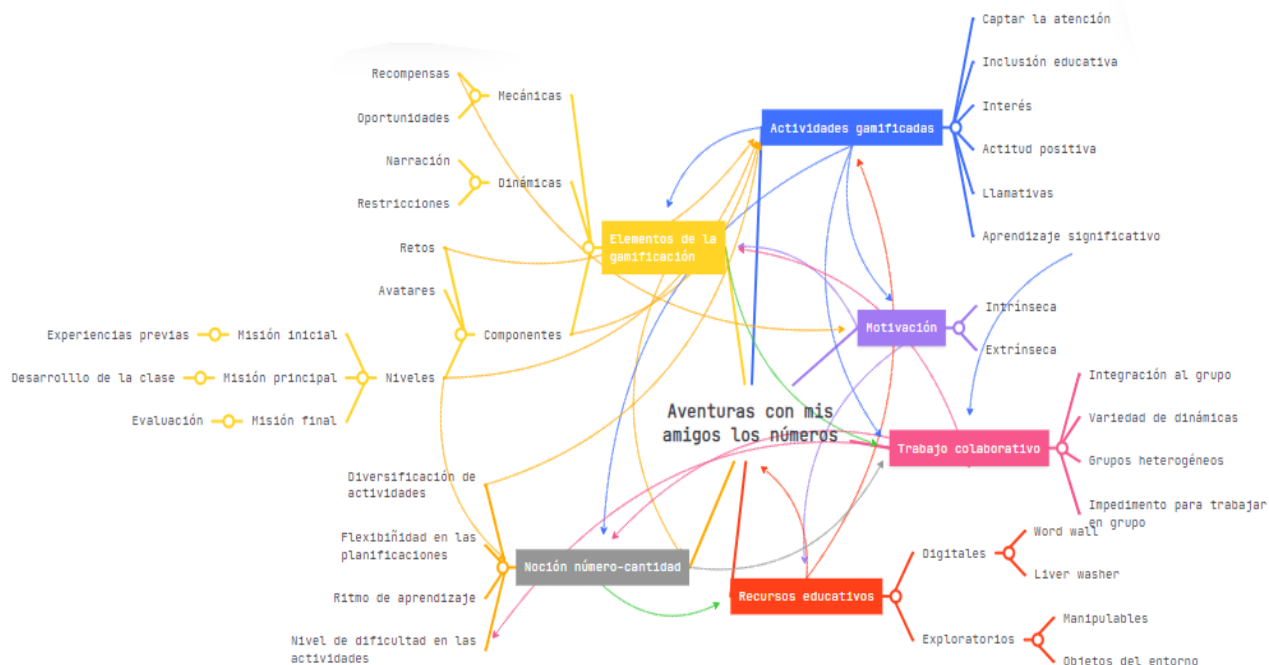 Captar la atención
Inclusión educativa
Interés
Actitud positiva
Llamativas
Aprendizaje significativo
Actividades gamificadas
Recompensas
Oportunidades
Mecánicas
Narración
Restricciones
Dinámicas
Elementos de la
gamificación
Retos
Avatares
Componentes
Experiencias previas
Misión inicial
Desarrolllo de la clase
Misión principal
Niveles
Evaluación
Misión final
Motivación
Intrínseca
Extrínseca
Aventuras con mis
amigos los números
Trabajo colaborativo
Integración al grupo
Variedad de dinámicas
Grupos heterogéneos
Impedimento para trabajar
en grupo
Diversificación de
actividades
Flexibiñidad en las
planificaciones
Ritmo de aprendizaje
Nivel de dificultad en las
actividades
Noción número-cantidad
Recursos educativos
Digitales
Word wall
Liver washer
Exploratorios
Manipulables
Objetos del entorno